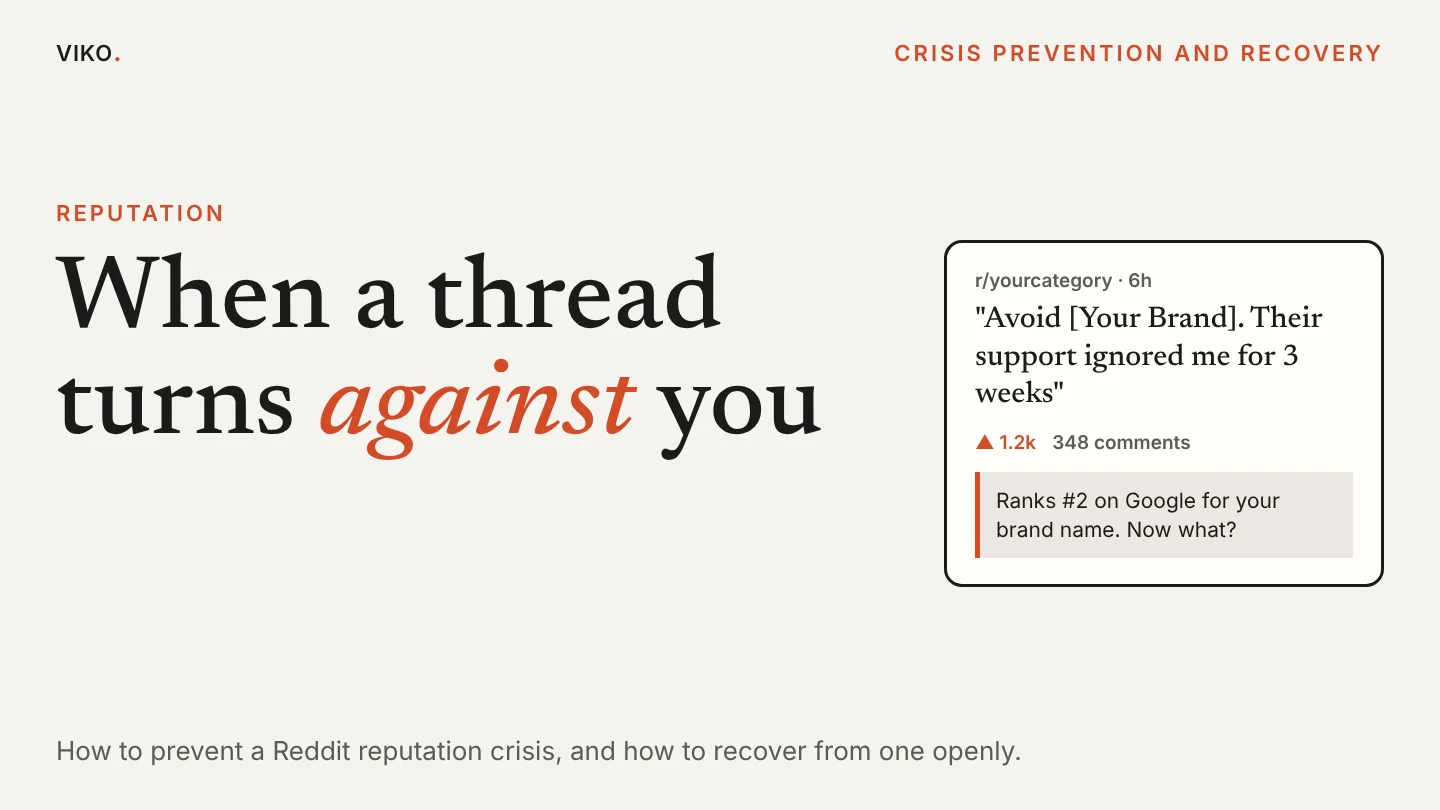 VIKO.
CRISIS PREVENTION AND RECOVERY
REPUTATION
When a thread
turns against you
r/yourcategory · 6h
"Avoid [Your Brand]. Their
support ignored me for 3
weeks"
▲ 1.2k 348 comments
Ranks #2 on Google for your
brand name. Now what?
How to prevent a Reddit reputation crisis, and how to recover from one openly.